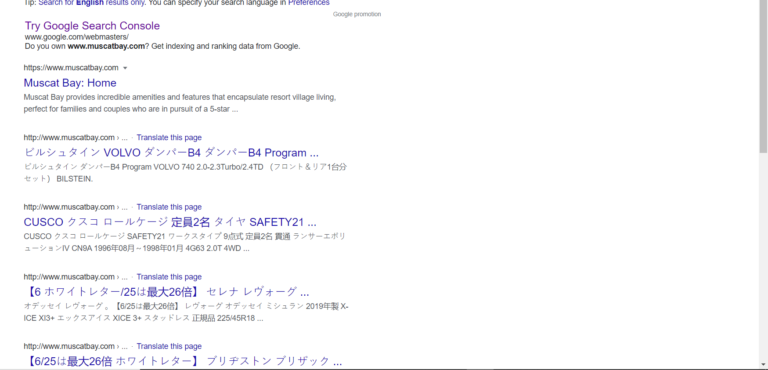 Tip: Search for English results only. You can specify your search language in Preferences
Google promotion
Try Google Search Console
www.google.com/webmasters/
Do you own www.muscatbay.com? Get indexing and ranking data from Google.
https://www.muscatbay.com
Muscat Bay: Home
Muscat Bay provides incredible amenities and features that encapsulate resort village living,
perfect for families and couples who are in pursuit of a 5-star ...
http://www.muscatbay.com › ... · Translate this page
ビルシュタイン VOLVO ダンパーB4 ダンパーB4 Program ...
ビルシュタイン ダンパーB4 Program VOLVO 740 2.0-2.3Turbo/2.4TD （フロント＆リア1台分
セット） BILSTEIN.
http://www.muscatbay.com › ... · Translate this page
CUSCO クスコ ロールケージ 定員2名 タイヤ SAFETY21 ...
CUSCO クスコ ロールケージ SAFETY21 ワークスタイプ 9点式 定員2名 貫通 ランサーエボリ
ューションIV CN9A 1996年08月～1998年01月 4G63 2.0T 4WD ...
http://www.muscatbay.com › ... · Translate this page
【6 ホワイトレター/25は最大26倍】 セレナ レヴォーグ ...
オデッセイ レヴォーグ 。【6/25は最大26倍】 レヴォーグ オデッセイ ミシュラン 2019年製 X-
ICE XI3+ エックスアイス XICE 3+ スタッドレス 正規品 225/45R18 ...
http://www.muscatbay.com › ... · Translate this page
【6/25は最大26倍 ホワイトレター】 ブリヂストン ブリザック ...